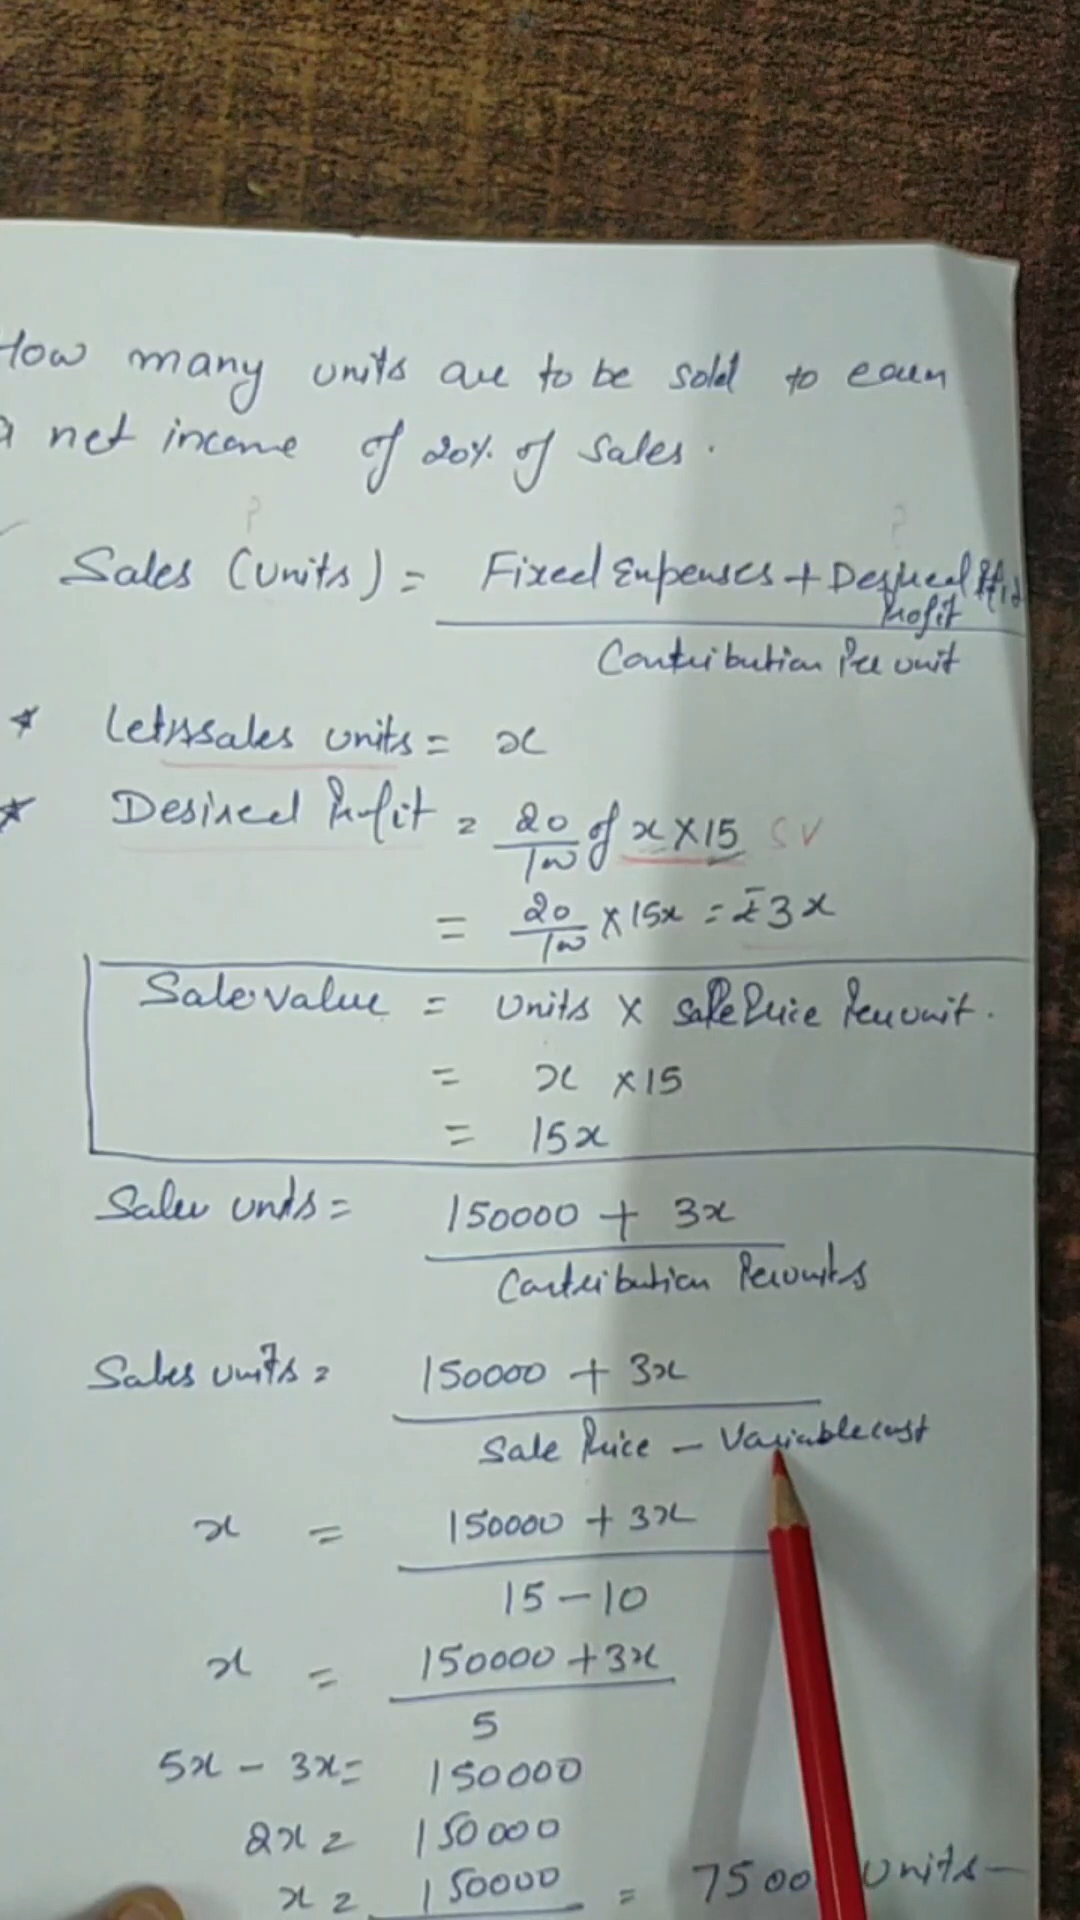 How many units are to be sold to earn
a net income of 20% of sales.
Sales (units) = Fixed Expenses + Desired
Profit
Contribution Per unit
* Let sales units = x
* Desired Profit = 20/100 of x × 15 SV
= 20/100 × 15x = 3x
Sale value = units × sale Price Per unit.
= x × 15
= 15x
Sales units = 150000 + 3x
Contribution Per units
Sales units = 150000 + 3x
Sale Price - Variable cost
x = 150000 + 3x
15 - 10
x = 150000 + 3x
5
5x - 3x = 150000
2x = 150000
x = 150000 = 7500 units